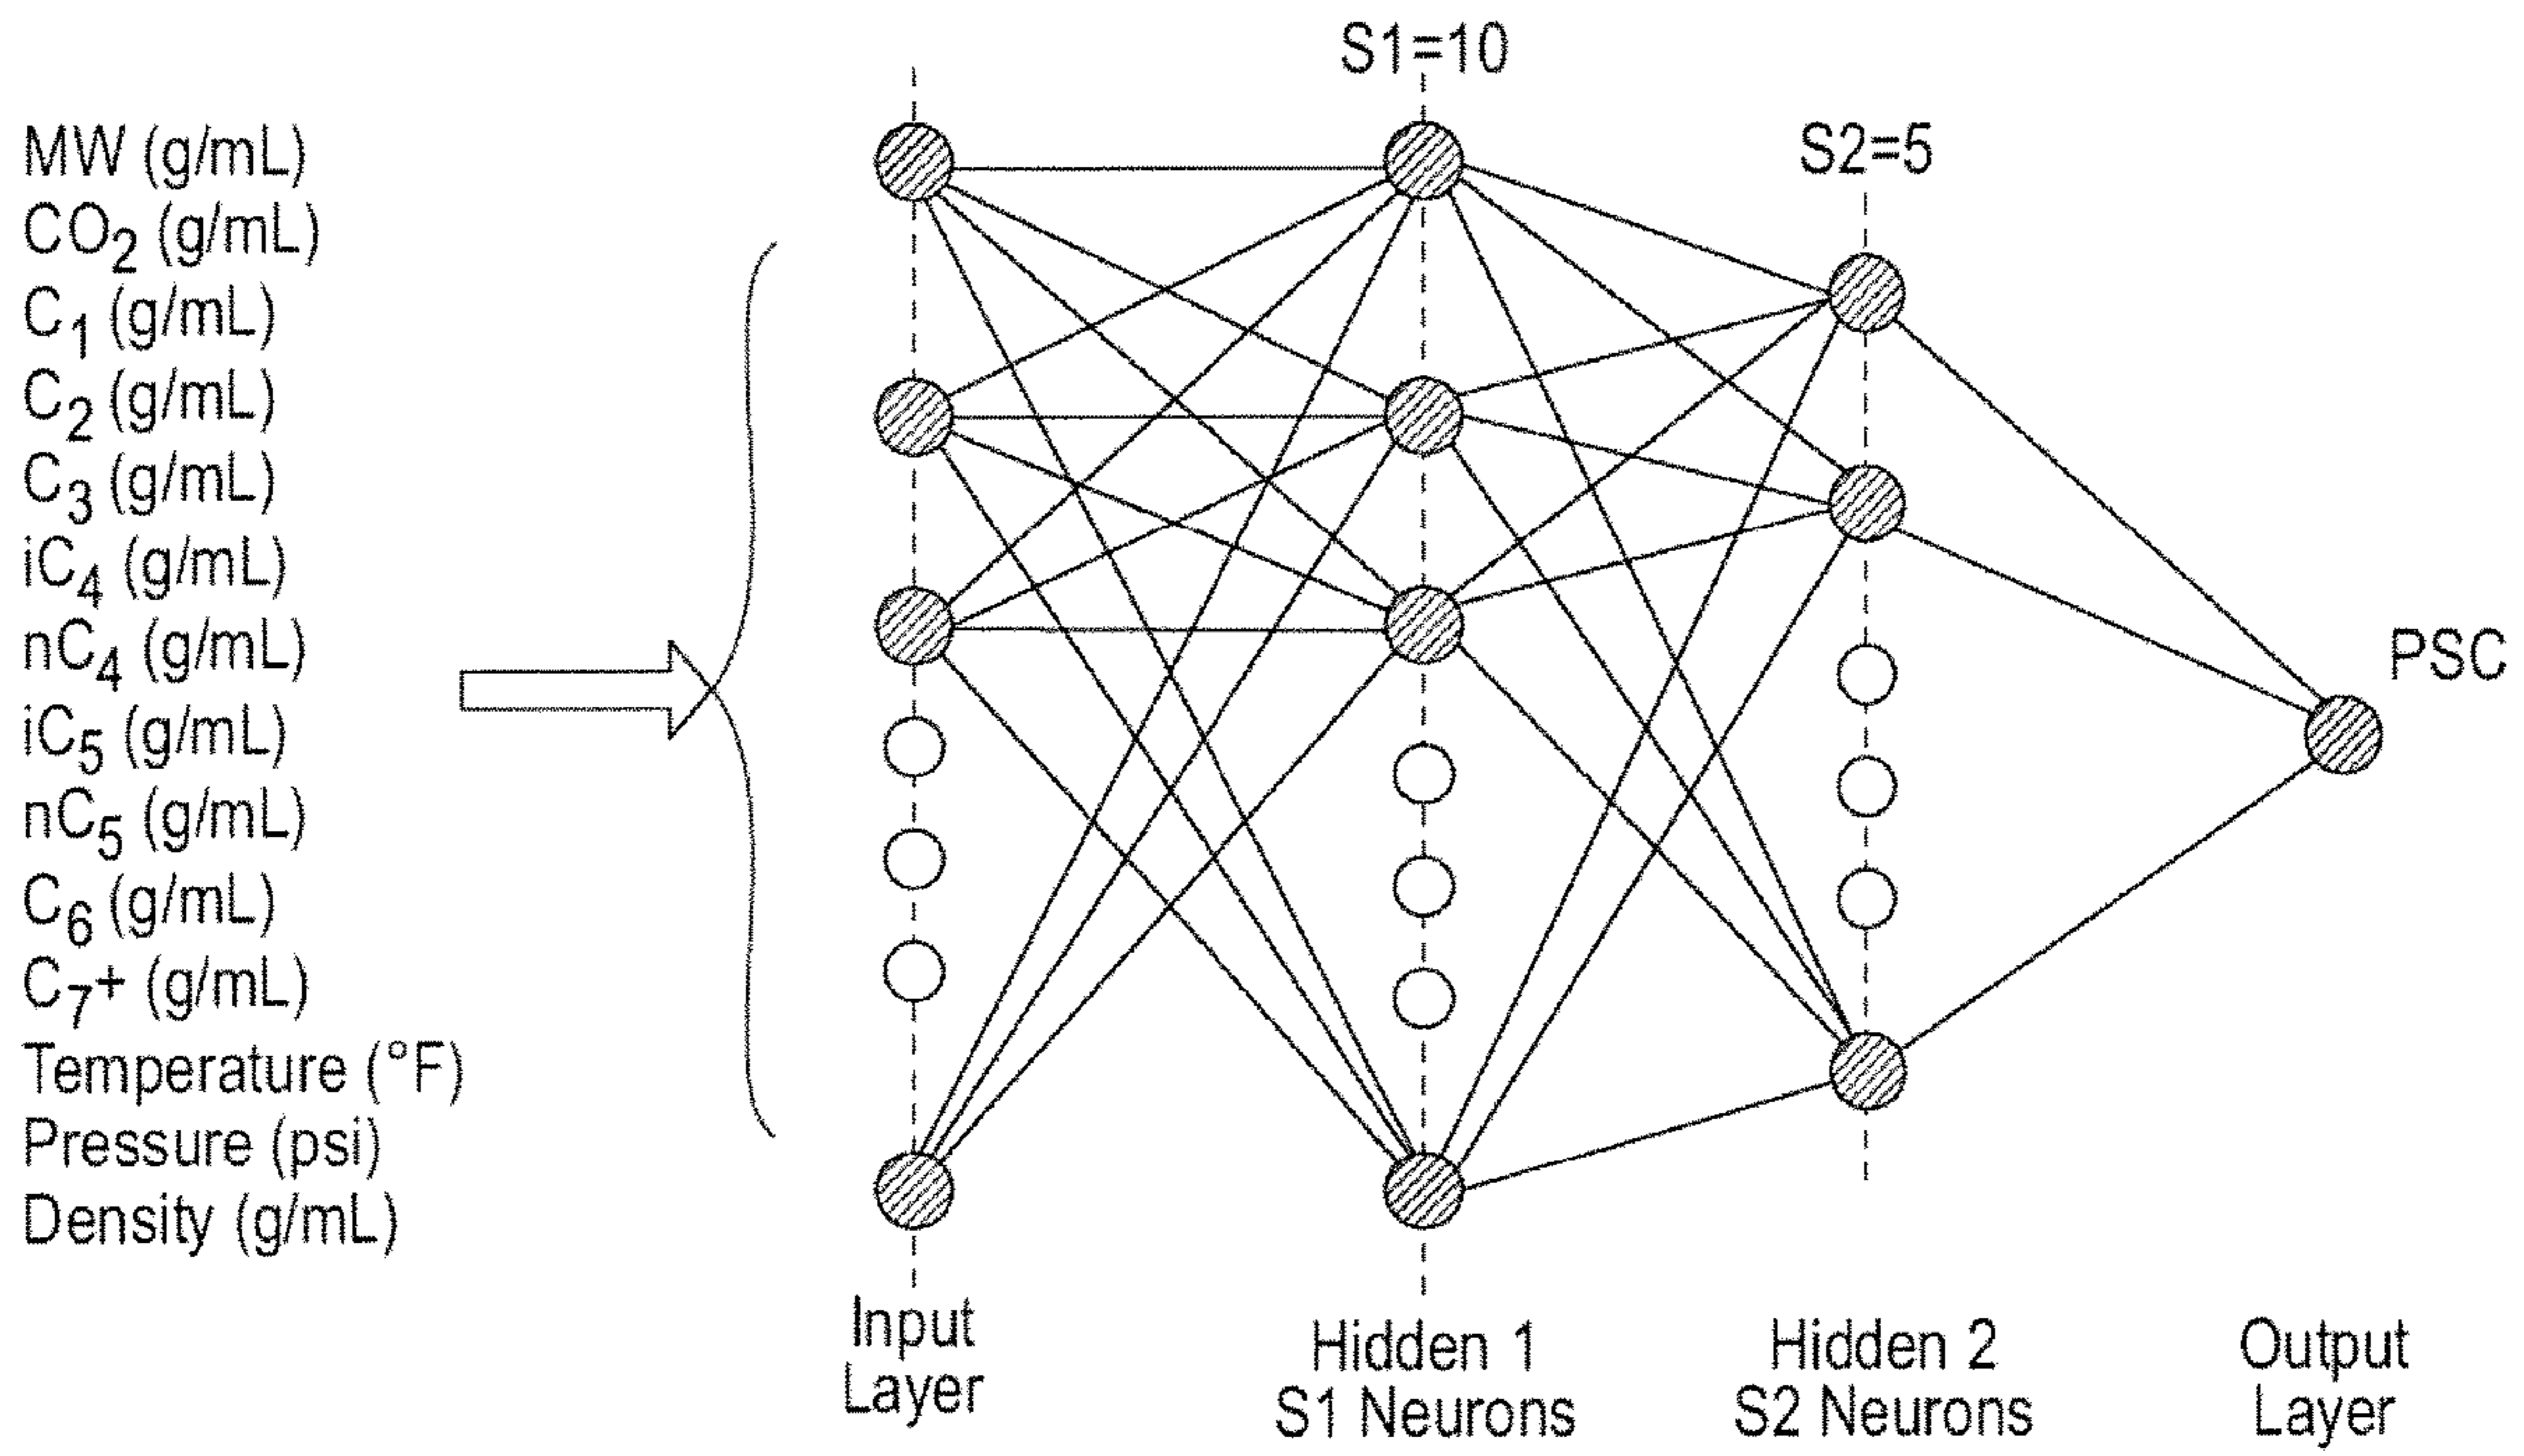 S1=10
S2=5
MW (g/mL)
CO₂ (g/mL)
C₁ (g/mL)
C₂ (g/mL)
C₃ (g/mL)
iC₄ (g/mL)
nC₄ (g/mL)
iC₅ (g/mL)
nC₅ (g/mL)
C₆ (g/mL)
C₇+ (g/mL)
Temperature (°F)
Pressure (psi)
Density (g/mL)
PSC
Input
Layer
Hidden 1
S1 Neurons
Hidden 2
S2 Neurons
Output
Layer